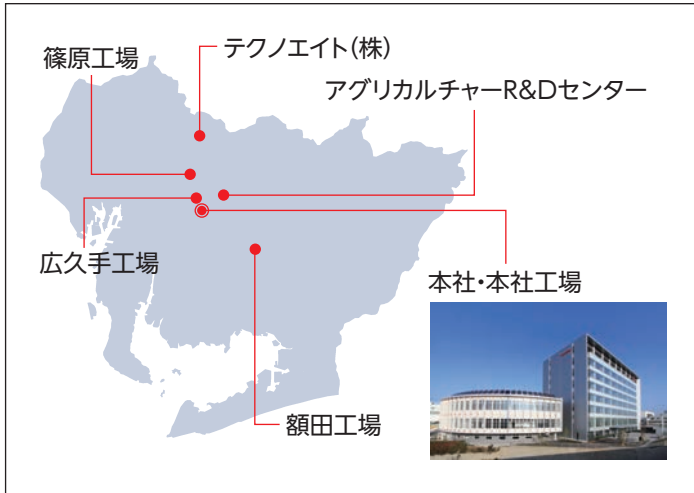 テクノエイト(株)
篠原工場
アグリカルチャーR&Dセンター
広久手工場
本社・本社工場
額田工場